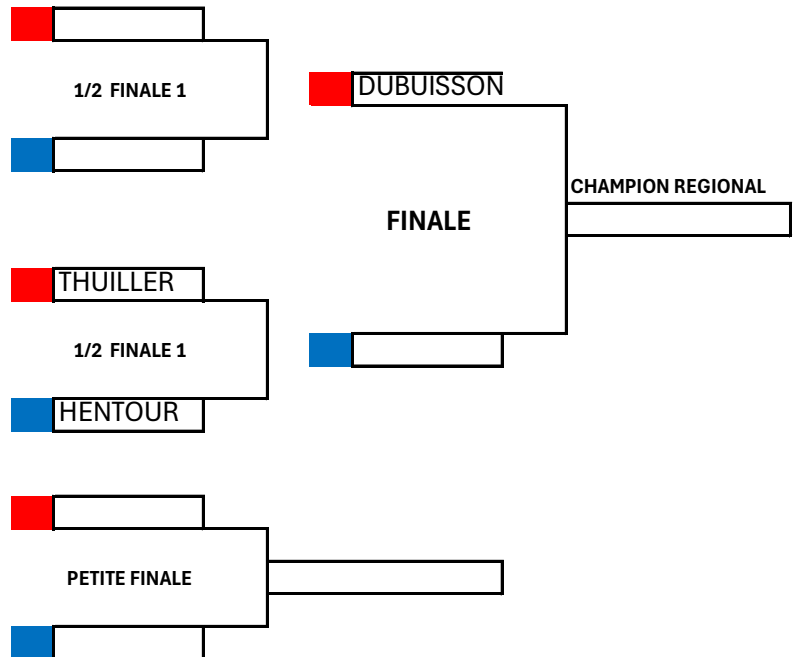 1/2 FINALE 1
DUBUISSON
CHAMPION REGIONAL
FINALE
THUILLER
1/2 FINALE 1
HENTOUR
PETITE FINALE